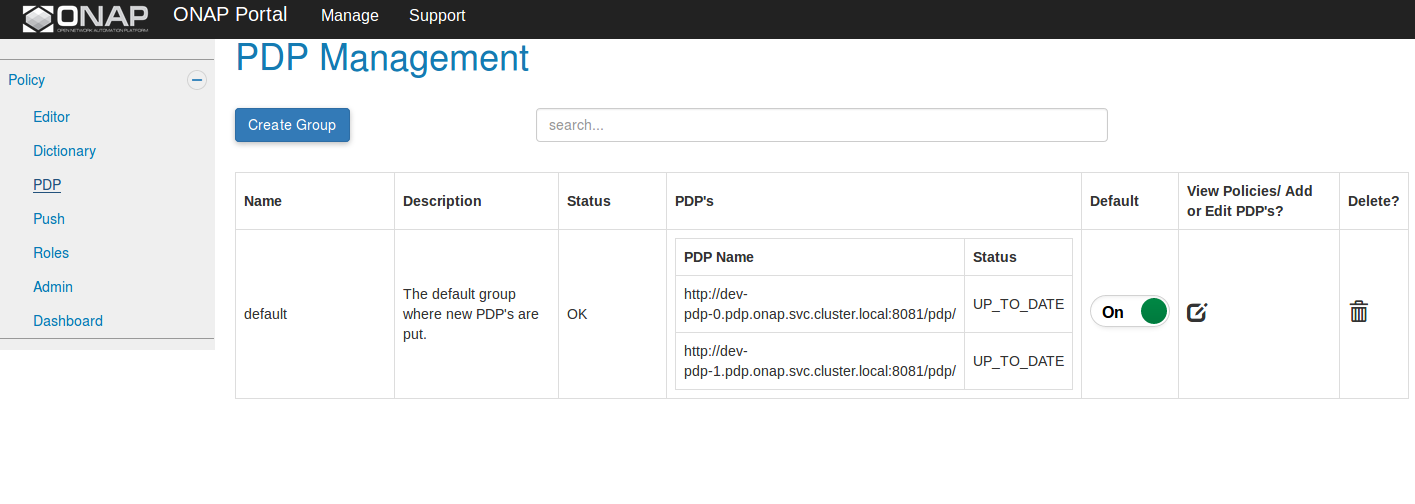 ONAP
OPEN NETWORK AUTOMATION PLATFORM
ONAP Portal Manage Support
PDP Management
Policy
Editor
Dictionary
PDP
Push
Roles
Admin
Dashboard
Create Group
search...
Name Description Status PDP's Default View Policies/ Add
or Edit PDP's? Delete?
default
The default group
where new PDP's are
put.
OK
PDP Name Status
http://dev-
pdp-0.pdp.onap.svc.cluster.local:8081/pdp/
UP_TO_DATE
http://dev-
pdp-1.pdp.onap.svc.cluster.local:8081/pdp/
UP_TO_DATE
On